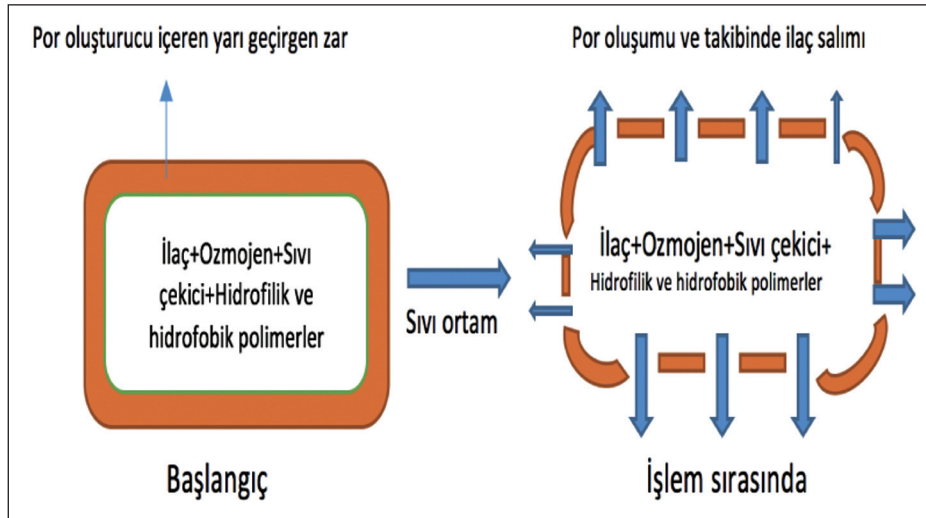 Por oluşturucu içeren yarı geçirgen zar
İlaç+Ozmojen+Sıvı
çekici+Hidrofilik ve
hidrofobik polimerler
Başlangıç
Sıvı ortam
Por oluşumu ve takibinde ilaç salımı
İlaç+Ozmojen+Sıvı çekici+
Hidrofilik ve hidrofobik polimerler
İşlem sırasında